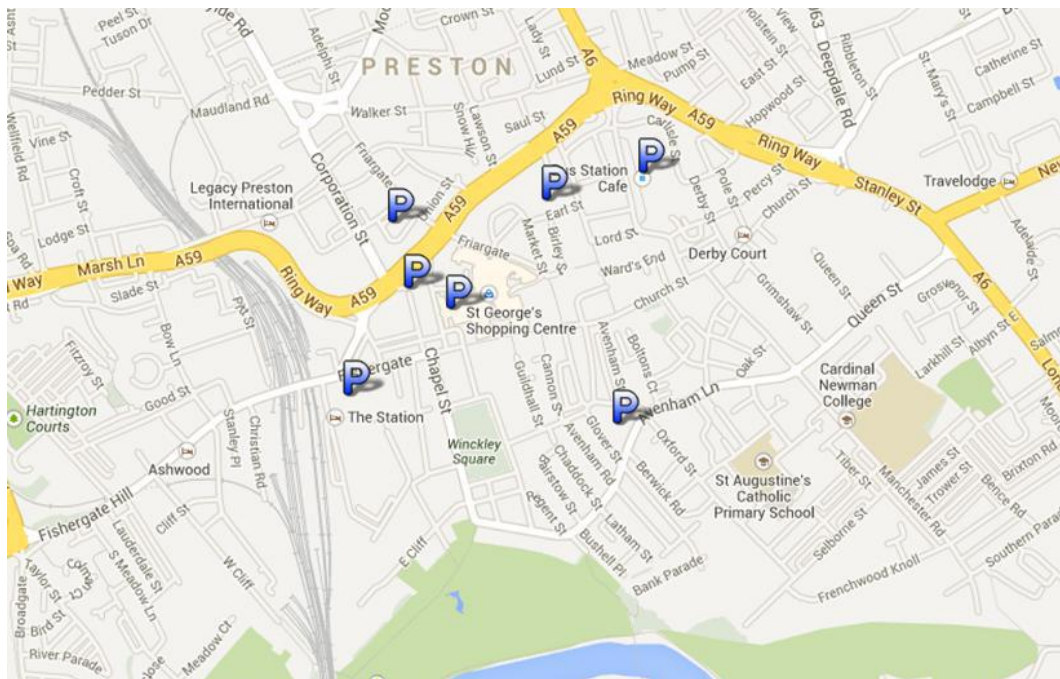 Peel St
Tuson Dr
Crown St
Lady St
Lund St
A6
Meadow St
Pump St
East St
View
Deepdale Rd
Ribbleton St
Catherine St
Campbell St
St. Mary's St
Adelphi St
PRESTON
Pedder St
Maudland Rd
Walker St
Snow Hill
Lawson St
Saul St
A59
Ring Way
A59
Hopwood St
Ring Way
Stanley St
Travelodge
Wellfield Rd
Vine St
Croft St
Friargate
Corporation St
Legacy Preston
International
P
Union St
A59
P
P
Station
Cafe
Carlisle S
Derby St
Pole St
Percy St
Church St
Earl St
Lodge St
Friargate
Market St
Birley S
Lord St
Derby Court
Adelaide St
Marsh Ln
A59
Slade St
Ring Way
A59
P
P
Ward's End
Church St
Grimshaw St
Queen St
Queen St
A6
Grosvenor St
Albyn St E
Pitt St
Bow Ln
St George's
Shopping Centre
Avenham S
Boltons Ct
Oak St
Larkhill St
Fitzroy St
Good St
P
Chapel St
Guildhall St
Cannon S
P
Avenham Ln
Cardinal
Newman
College
Hartington
Courts
The Station
Stanley Pl
Christian Rd
Ashwood
Winckley
Square
Glover St
Avenham Rd
Oxford St
Berwick Rd
Chaddock St
Fairstow St
St Augustine's
Catholic
Primary School
Tiber St
Manchester Rd
James St
Trower St
Bence Rd
Brixton Rd
Fishergate Hill
Cliff St
Regent St
Latham St
Bushell Pl
Bank Parade
Selborne St
Southern Para
Frenchwood Knoll
Lauderdale St
S Meadow Ln
W Cliff
E Cliff
Taylor St
Bird St
Broadgate
River Parade
Meadow Ct